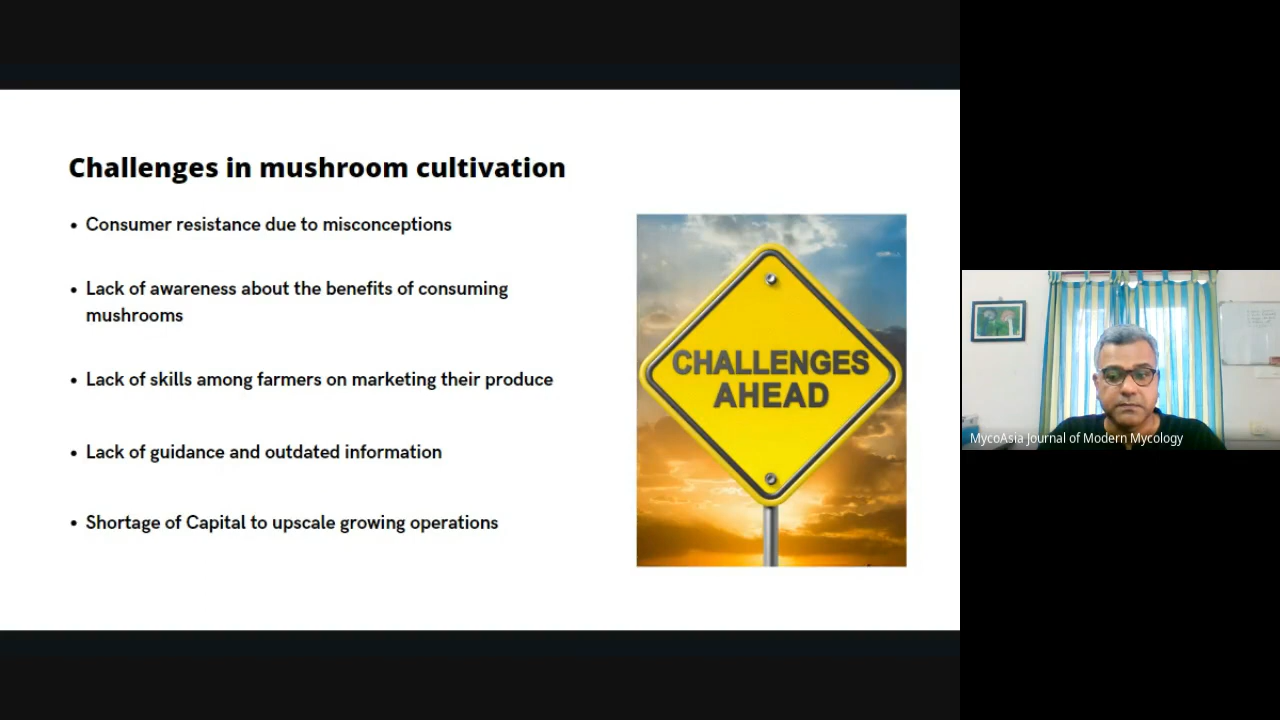 Challenges in mushroom cultivation
• Consumer resistance due to misconceptions
• Lack of awareness about the benefits of consuming
mushrooms
• Lack of skills among farmers on marketing their produce
• Lack of guidance and outdated information
• Shortage of Capital to upscale growing operations
CHALLENGES
AHEAD
MycoAsia Journal of Modern Mycology